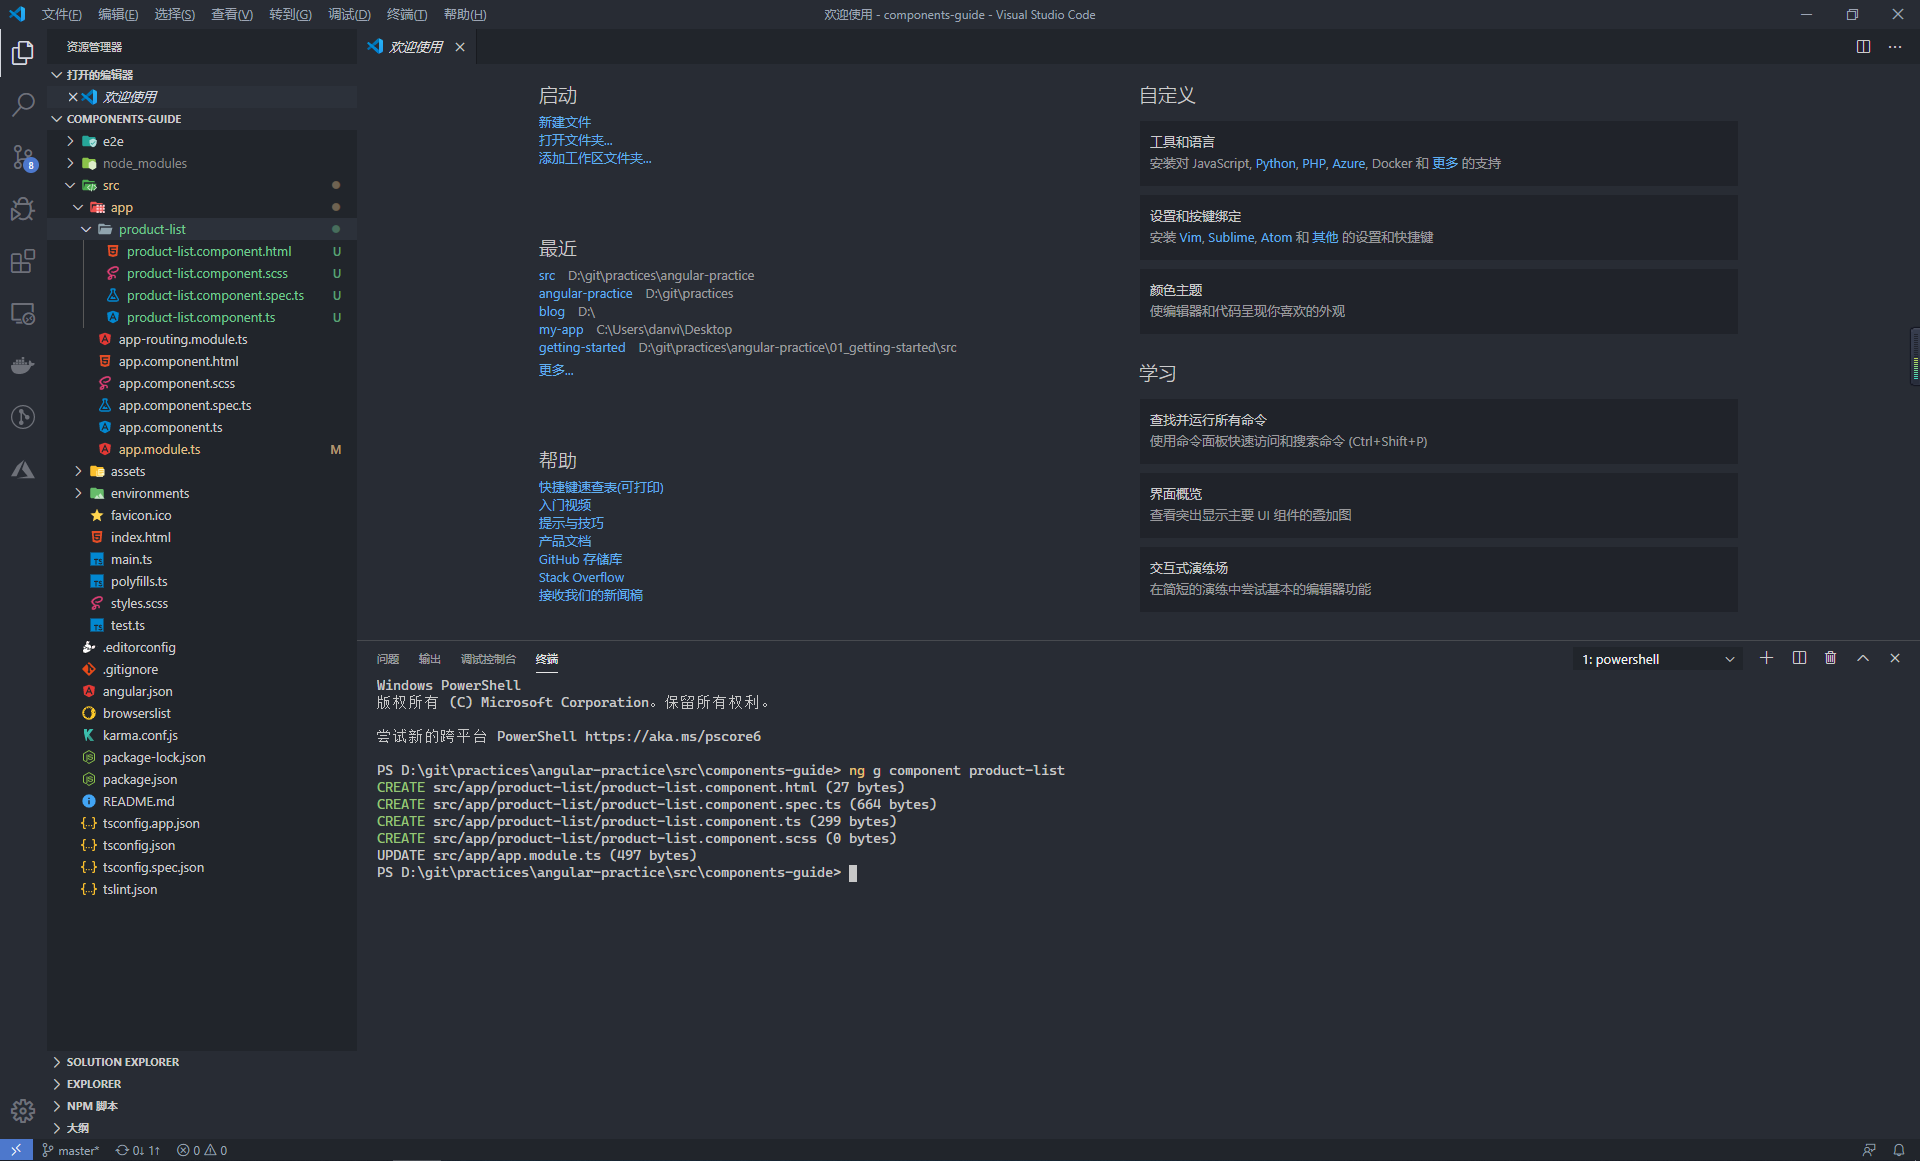 文件(F) 编辑(E) 选择(S) 查看(V) 转到(G) 调试(D) 终端(T) 帮助(H) 欢迎使用 - components-guide - Visual Studio Code
资源管理器
打开的编辑器
欢迎使用
COMPONENTS-GUIDE
e2e
node_modules
src
app
product-list
product-list.component.html U
product-list.component.scss U
product-list.component.spec.ts U
product-list.component.ts U
app-routing.module.ts
app.component.html
app.component.scss
app.component.spec.ts
app.component.ts
app.module.ts M
assets
environments
favicon.ico
index.html
main.ts
polyfills.ts
styles.scss
test.ts
.editorconfig
.gitignore
angular.json
browserslist
karma.conf.js
package-lock.json
package.json
README.md
tsconfig.app.json
tsconfig.json
tsconfig.spec.json
tslint.json
SOLUTION EXPLORER
EXPLORER
NPM 脚本
大纲
欢迎使用
启动
新建文件
打开文件夹...
添加工作区文件夹...
最近
src D:\git\practices\angular-practice
angular-practice D:\git\practices
blog D:\
my-app C:\Users\danvi\Desktop
getting-started D:\git\practices\angular-practice\01_getting-started\src
更多...
帮助
快捷键速查表(可打印)
入门视频
提示与技巧
产品文档
GitHub 存储库
Stack Overflow
接收我们的新闻稿
自定义
工具和语言
安装对 JavaScript, Python, PHP, Azure, Docker 和 更多 的支持
设置和按键绑定
安装 Vim, Sublime, Atom 和 其他 的设置和快捷键
颜色主题
使编辑器和代码呈现你喜欢的外观
学习
查找并运行所有命令
使用命令面板快速访问和搜索命令 (Ctrl+Shift+P)
界面概览
查看突出显示主要 UI 组件的叠加图
交互式演练场
在简短的演练中尝试基本的编辑器功能
问题 输出 调试控制台 终端 1: powershell
Windows PowerShell
版权所有 (C) Microsoft Corporation。保留所有权利。
尝试新的跨平台 PowerShell https://aka.ms/pscore6
PS D:\git\practices\angular-practice\src\components-guide> ng g component product-list
CREATE src/app/product-list/product-list.component.html (27 bytes)
CREATE src/app/product-list/product-list.component.spec.ts (664 bytes)
CREATE src/app/product-list/product-list.component.ts (299 bytes)
CREATE src/app/product-list/product-list.component.scss (0 bytes)
UPDATE src/app/app.module.ts (497 bytes)
PS D:\git\practices\angular-practice\src\components-guide>
8
master* 0↓ 1↑ 0 0